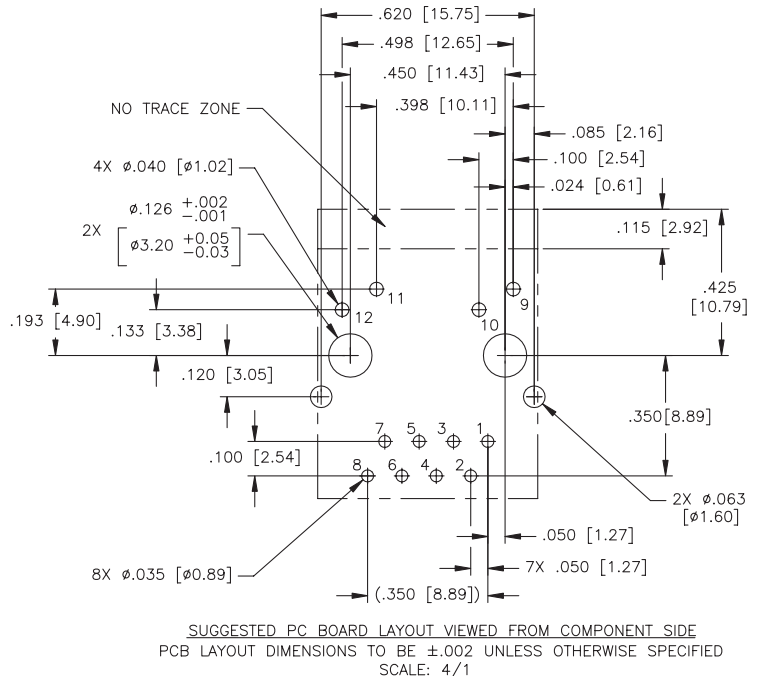 .620 [15.75]
.498 [12.65]
.450 [11.43]
.398 [10.11]
NO TRACE ZONE
.085 [2.16]
4X ø.040 [ø1.02]
.100 [2.54]
.024 [0.61]
2X ø.126 +.002 -.001
[ø3.20 +0.05 -0.03]
.115 [2.92]
.425
[10.79]
11
9
12
10
.193 [4.90]
.133 [3.38]
.120 [3.05]
.350[8.89]
7 5 3 1
.100 [2.54]
8 6 4 2
2X ø.063
[ø1.60]
.050 [1.27]
8X ø.035 [ø0.89]
7X .050 [1.27]
(.350 [8.89])
SUGGESTED PC BOARD LAYOUT VIEWED FROM COMPONENT SIDE
PCB LAYOUT DIMENSIONS TO BE ±.002 UNLESS OTHERWISE SPECIFIED
SCALE: 4/1